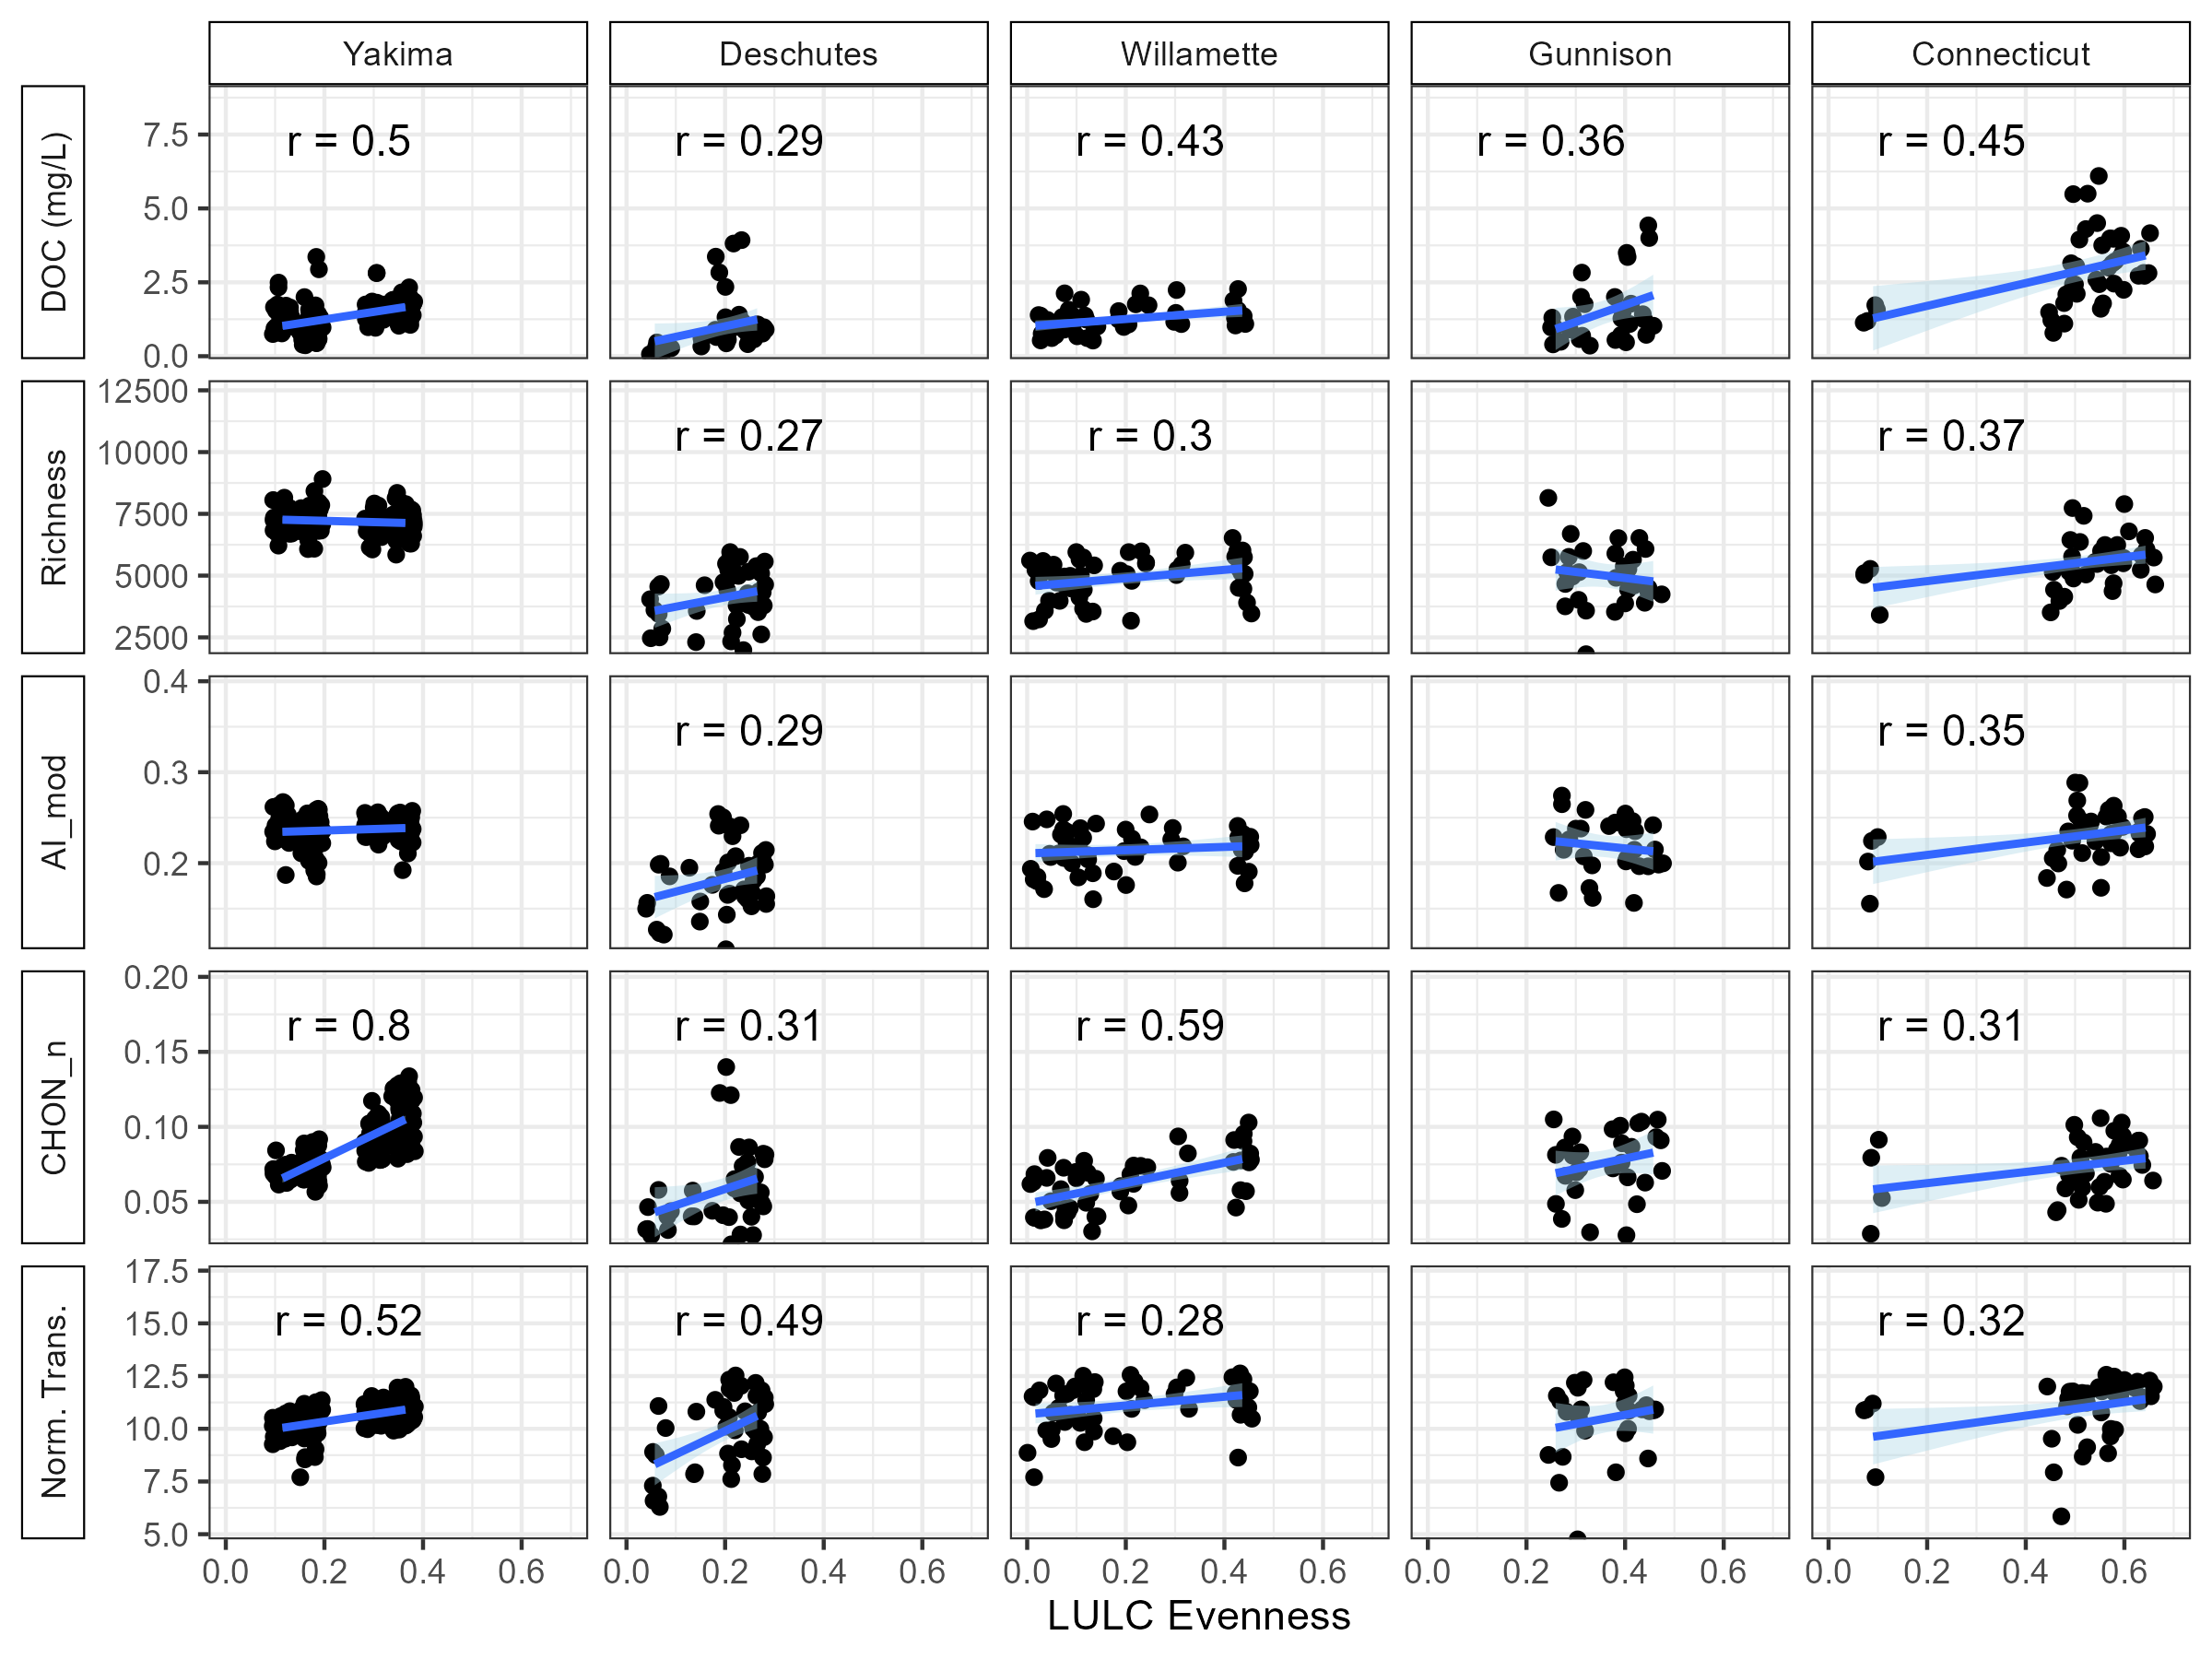 Yakima Deschutes Willamette Gunnison Connecticut
DOC (mg/L)
7.5
5.0
2.5
0.0
r = 0.5
r = 0.29
r = 0.43
r = 0.36
r = 0.45
Richness
12500
10000
7500
5000
2500
r = 0.27
r = 0.3
r = 0.37
AI_mod
0.4
0.3
0.2
r = 0.29
r = 0.35
CHON_n
0.20
0.15
0.10
0.05
r = 0.8
r = 0.31
r = 0.59
r = 0.31
Norm. Trans.
17.5
15.0
12.5
10.0
7.5
5.0
r = 0.52
r = 0.49
r = 0.28
r = 0.32
0.0 0.2 0.4 0.6 0.0 0.2 0.4 0.6 0.0 0.2 0.4 0.6 0.0 0.2 0.4 0.6 0.0 0.2 0.4 0.6
LULC Evenness